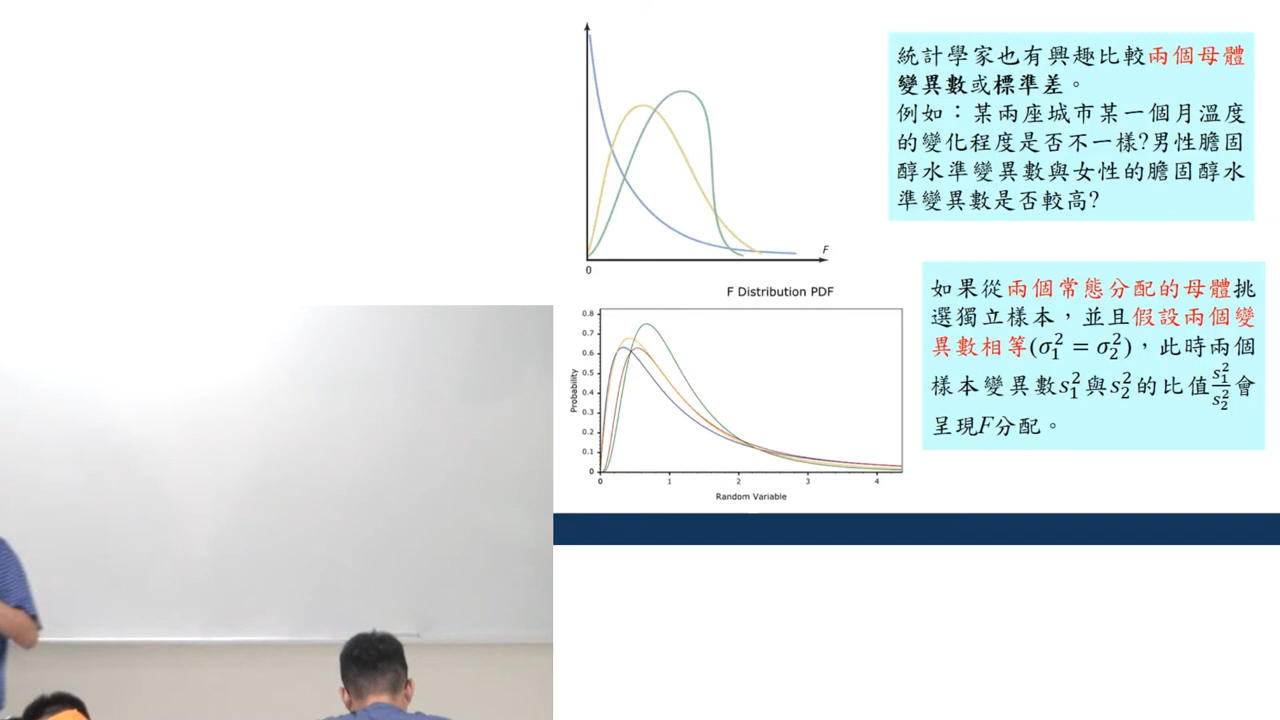 F
0
統計學家也有興趣比較兩個母體
變異數或標準差。
例如：某兩座城市某一個月溫度
的變化程度是否不一樣?男性膽固
醇水準變異數與女性的膽固醇水
準變異數是否較高?
F Distribution PDF
Probability
0.8
0.7
0.6
0.5
0.4
0.3
0.2
0.1
0
0 1 2 3 4
Random Variable
如果從兩個常態分配的母體挑
選獨立樣本，並且假設兩個變
異數相等(σ₁² = σ₂²)，此時兩個
樣本變異數s₁²與s₂²的比值s₁²/s₂²會
呈現F分配。